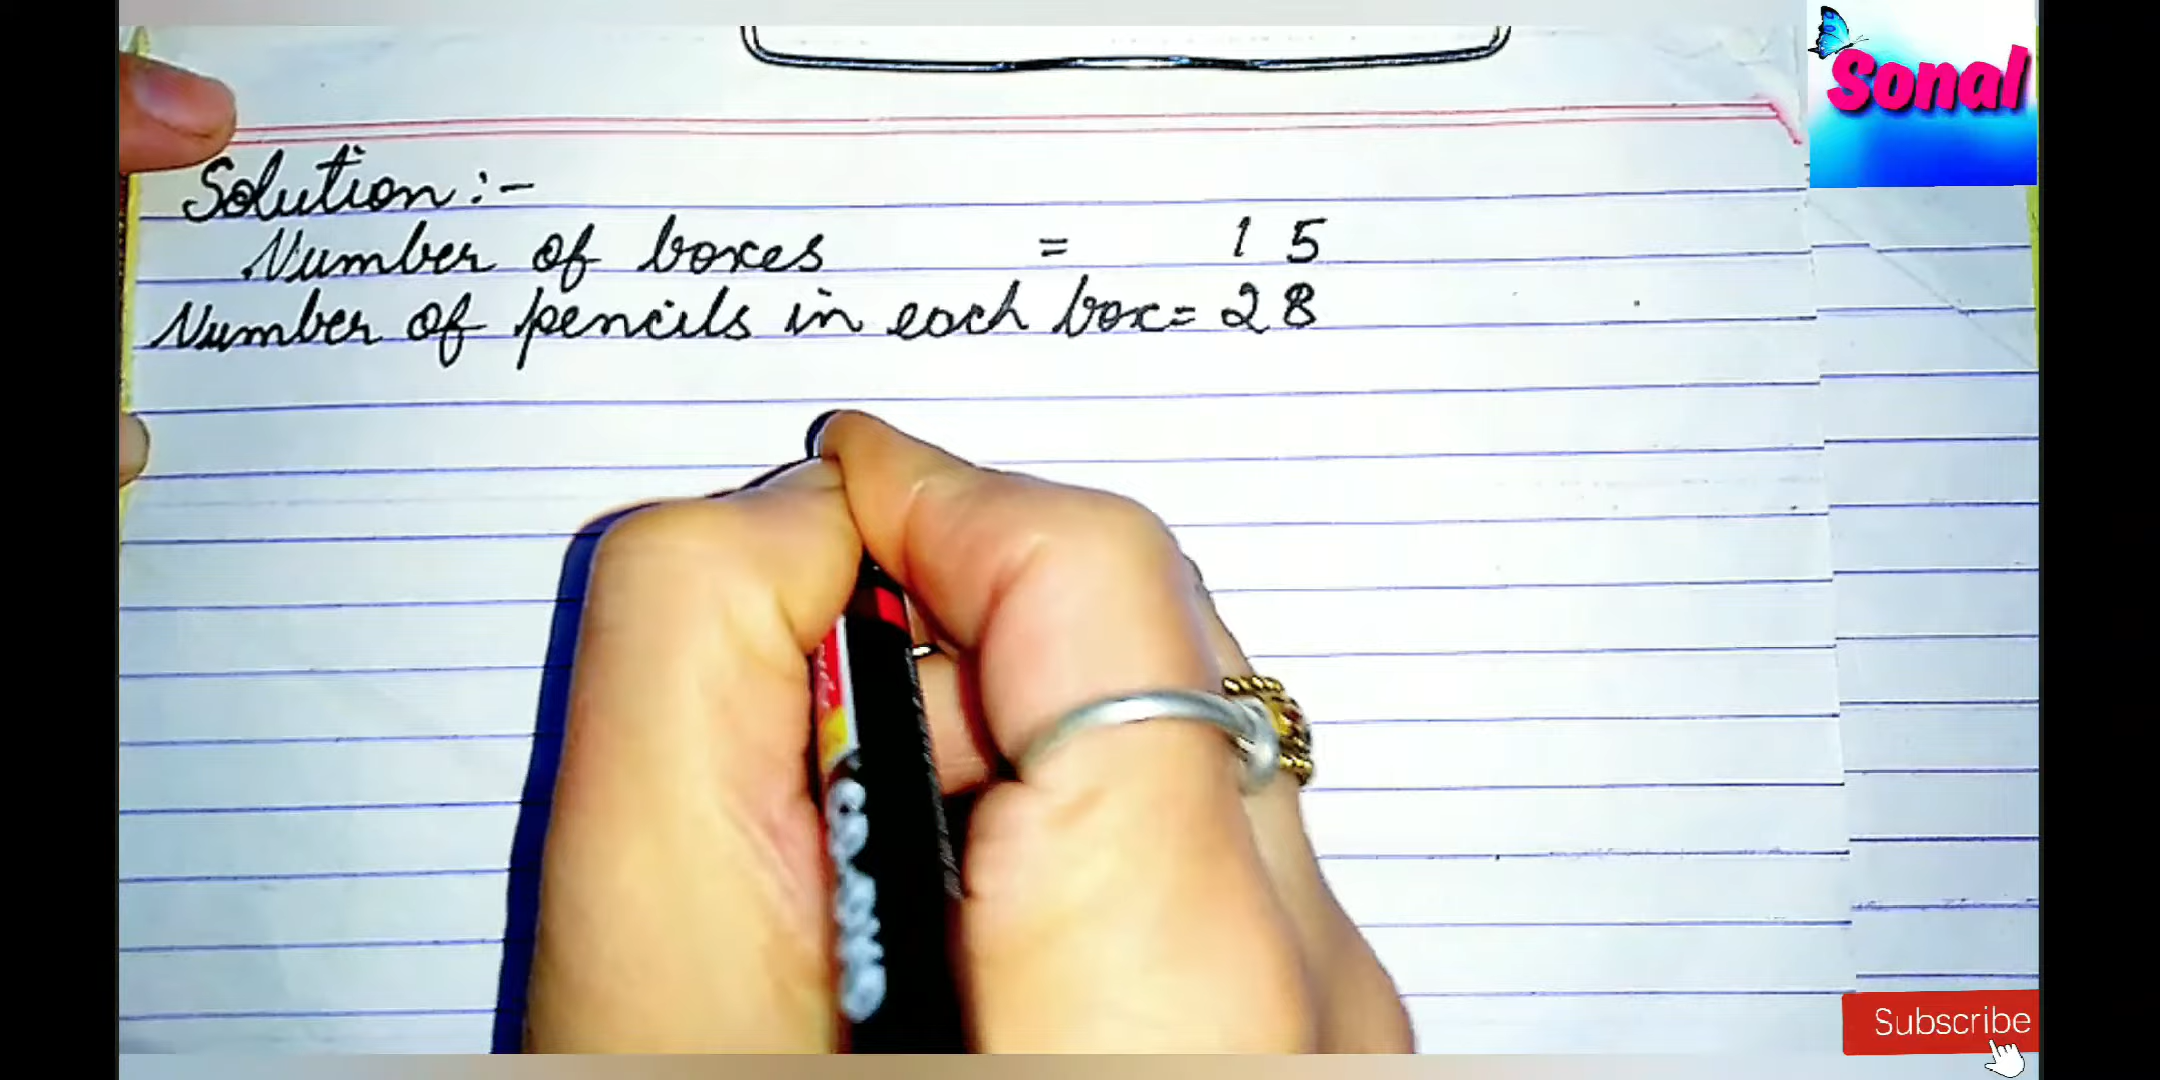 Sonal
Solution :-
Number of boxes = 15
Number of pencils in each box = 28
Subscribe